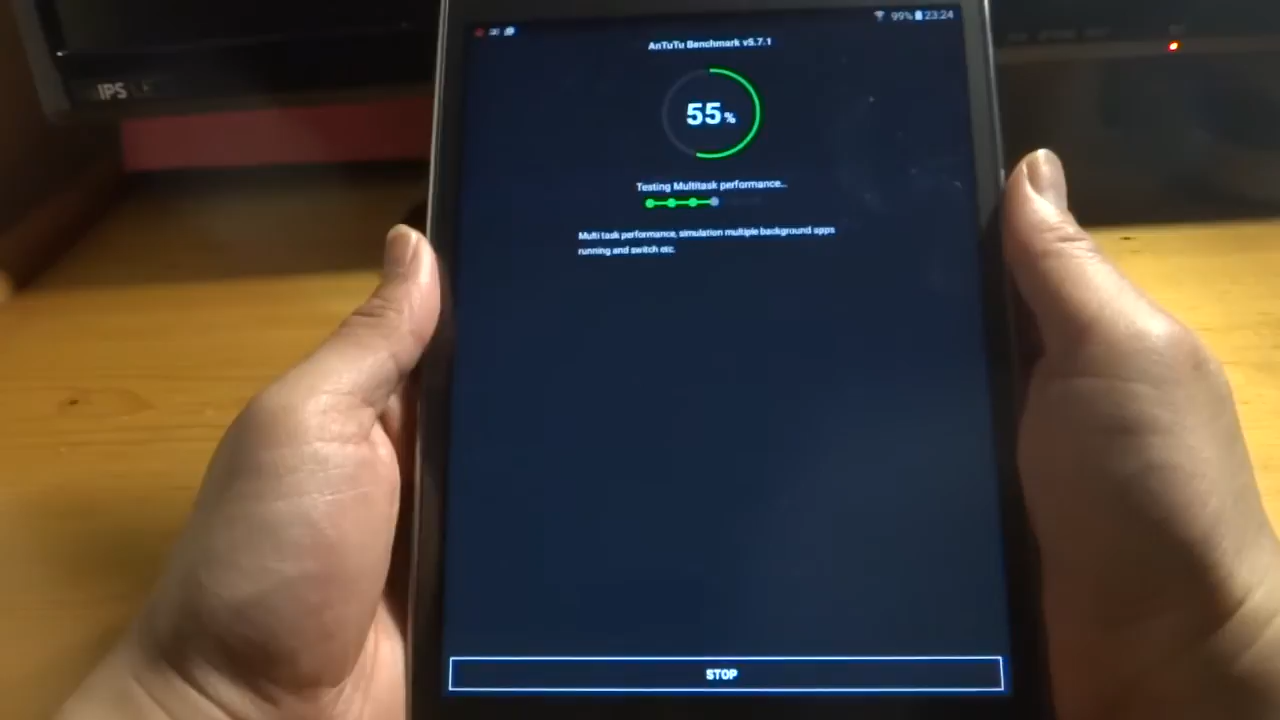 99% 23:24
AnTuTu Benchmark v5.7.1
IPS
55%
Testing Multitask performance...
Multi task performance, simulation multiple background apps
running and switch etc.
STOP